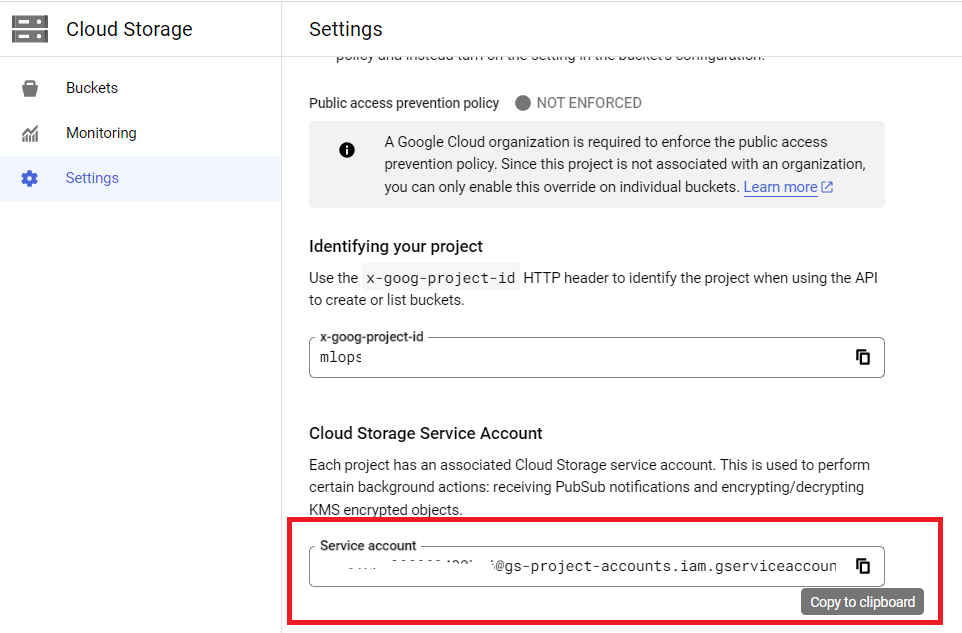 Cloud Storage
Settings
Buckets
Monitoring
Settings
policy and instead turn on the setting in the bucket's configuration.
Public access prevention policy NOT ENFORCED
A Google Cloud organization is required to enforce the public access
prevention policy. Since this project is not associated with an organization,
you can only enable this override on individual buckets. Learn more
Identifying your project
Use the x-goog-project-id HTTP header to identify the project when using the API
to create or list buckets.
x-goog-project-id
mlops
Cloud Storage Service Account
Each project has an associated Cloud Storage service account. This is used to perform
certain background actions: receiving PubSub notifications and encrypting/decrypting
KMS encrypted objects.
Service account
@gs-project-accounts.iam.gserviceaccoun
Copy to clipboard